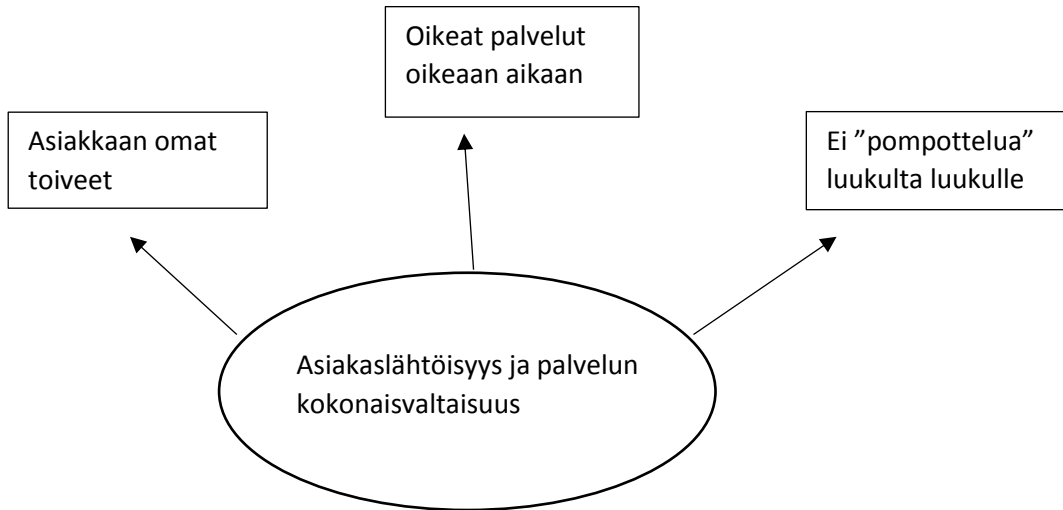 Oikeat palvelut
oikeaan aikaan
Asiakkaan omat
toiveet
Ei ”pompottelua”
luukulta luukulle
Asiakaslähtöisyys ja palvelun
kokonaisvaltaisuus